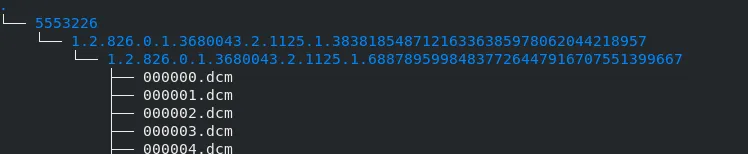 .
└── 5553226
    └── 1.2.826.0.1.3680043.2.1125.1.38381854871216336385978062044218957
        └── 1.2.826.0.1.3680043.2.1125.1.68878959984837726447916707551399667
            ├── 000000.dcm
            ├── 000001.dcm
            ├── 000002.dcm
            ├── 000003.dcm
            ├── 000004.dcm